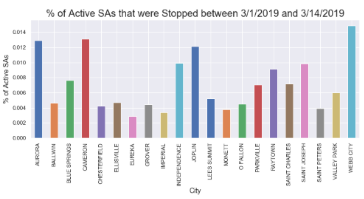 % of Active SAs that were Stopped between 3/1/2019 and 3/14/2019
% of Active SAs
0.014
0.012
0.010
0.008
0.006
0.004
0.002
0.000
AURORA
BALLWIN
BLUE SPRINGS
CAMERON
CHESTERFIELD
ELLISVILLE
EUREKA
GROVER
IMPERIAL
INDEPENDENCE
JOPLIN
LEES SUMMIT
MONETT
O FALLON
PARKVILLE
RAYTOWN
SAINT CHARLES
SAINT JOSEPH
SAINT PETERS
VALLEY PARK
WEBB CITY
City